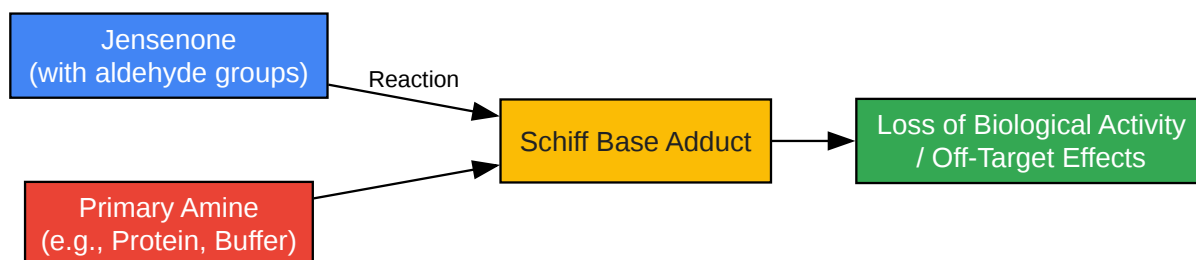 Jensenone
(with aldehyde groups)
Reaction
Schiff Base Adduct
Loss of Biological Activity
/ Off-Target Effects
Primary Amine
(e.g., Protein, Buffer)